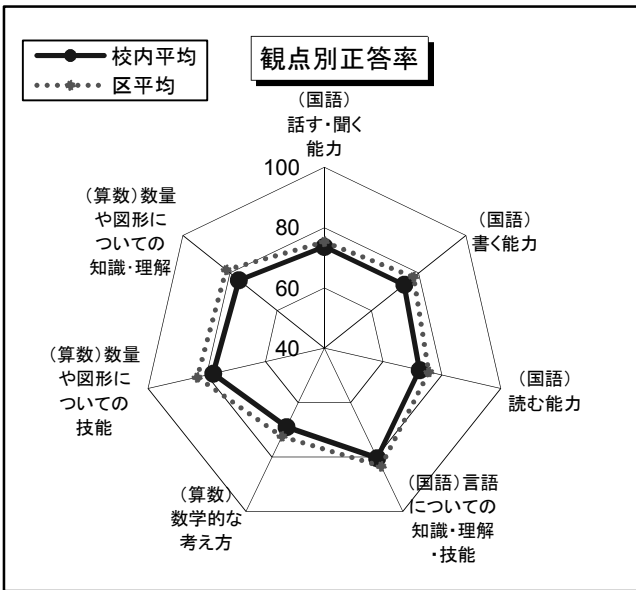 校内平均
区平均
観点別正答率
(国語)
話す・聞く
能力
(国語)
書く能力
(国語)
読む能力
(国語)言語
についての
知識・理解
・技能
(算数)
数学的な
考え方
(算数)数量
や図形に
ついての
技能
(算数)数量
や図形に
ついての
知識・理解
100
80
60
40